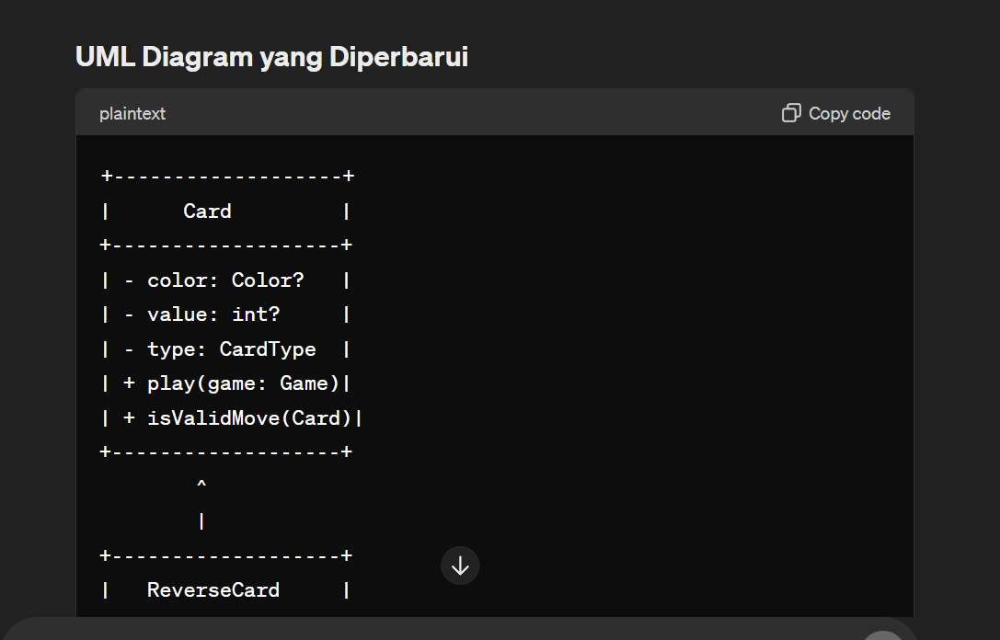 UML Diagram yang Diperbarui
plaintext
Copy code
+-------------------+
|      Card         |
+-------------------+
| - color: Color?   |
| - value: int?     |
| - type: CardType  |
| + play(game: Game)|
| + isValidMove(Card)|
+-------------------+
        ^
        |
+-------------------+
|   ReverseCard     |